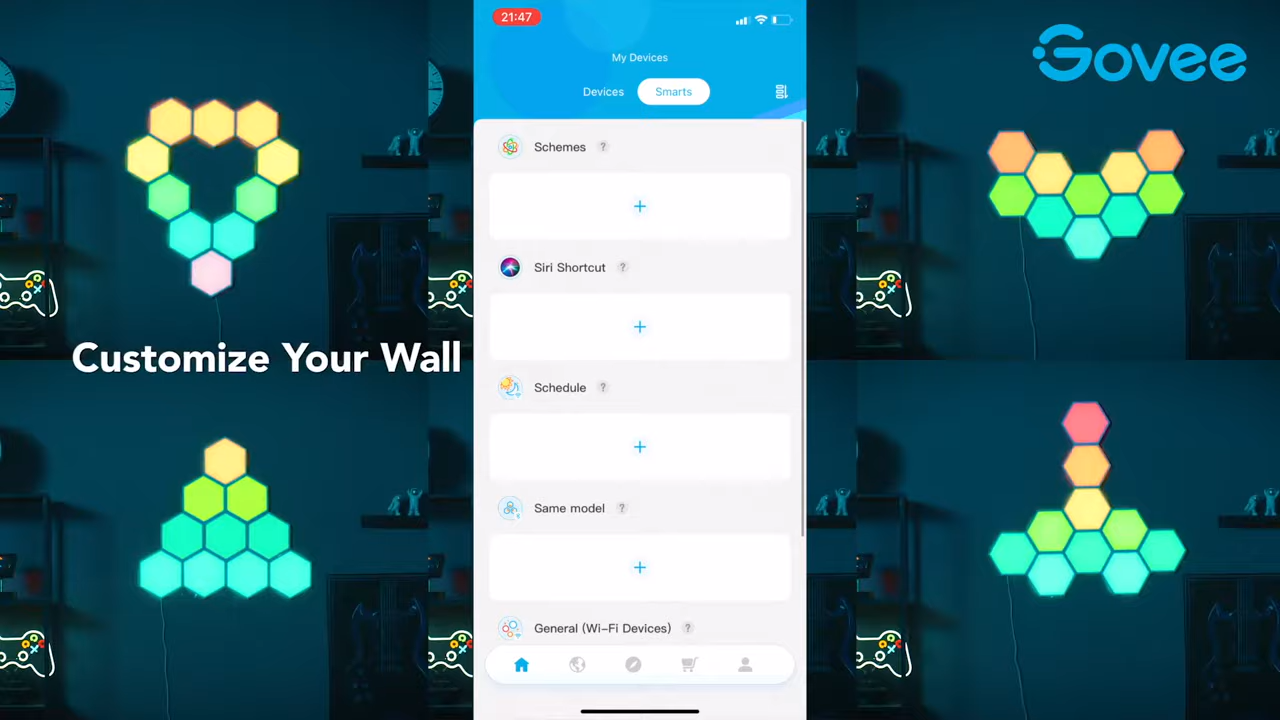 21:47
My Devices
Devices
Smarts
Schemes ?
+
Siri Shortcut ?
+
Schedule ?
+
Same model ?
+
General (Wi-Fi Devices) ?
Govee
Customize Your Wall